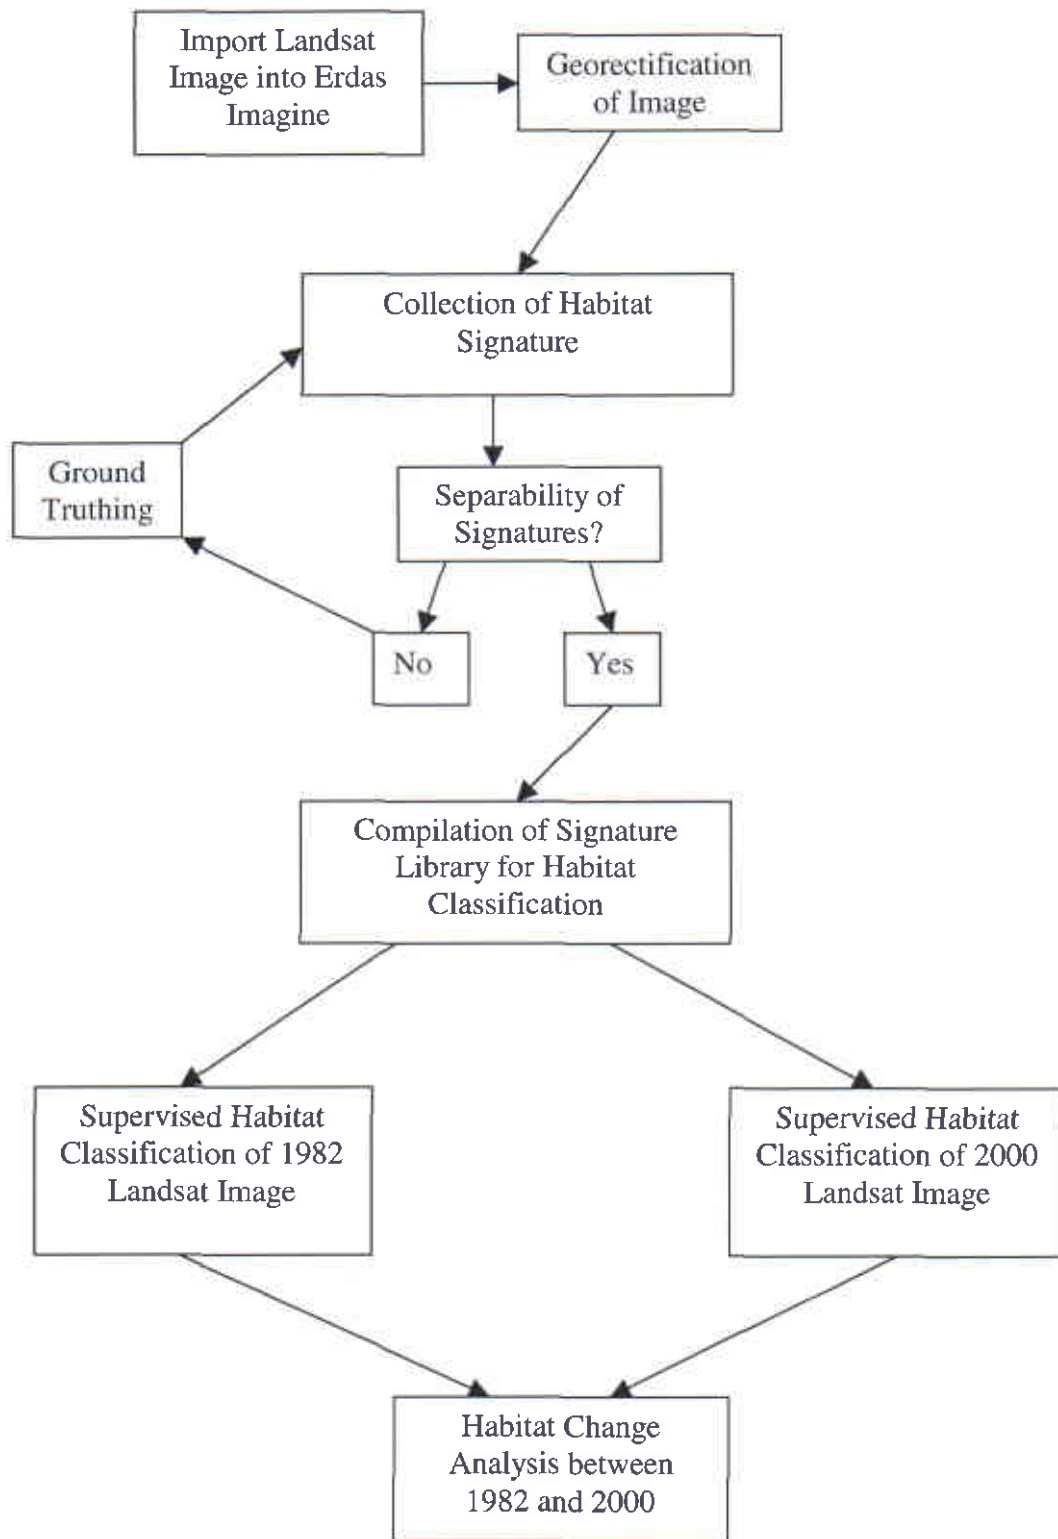 Import Landsat
Image into Erdas
Imagine
Georectification
of Image
Collection of Habitat
Signature
Ground
Truthing
Separability of
Signatures?
No
Yes
Compilation of Signature
Library for Habitat
Classification
Supervised Habitat
Classification of 1982
Landsat Image
Supervised Habitat
Classification of 2000
Landsat Image
Habitat Change
Analysis between
1982 and 2000